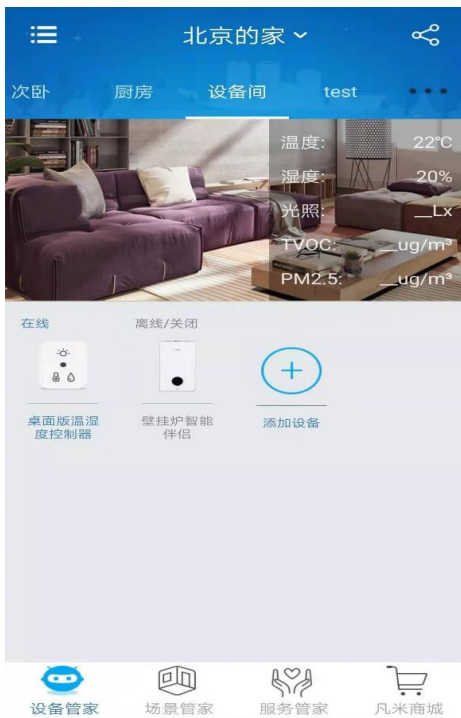 北京的家
次卧 厨房 设备间 test
温度: 22℃
湿度: 20%
光照: __Lx
TVOC: __ug/m³
PM2.5: __ug/m³
在线 离线/关闭
桌面版温湿 壁挂炉智能 添加设备
度控制器 伴侣
设备管家 场景管家 服务管家 凡米商城